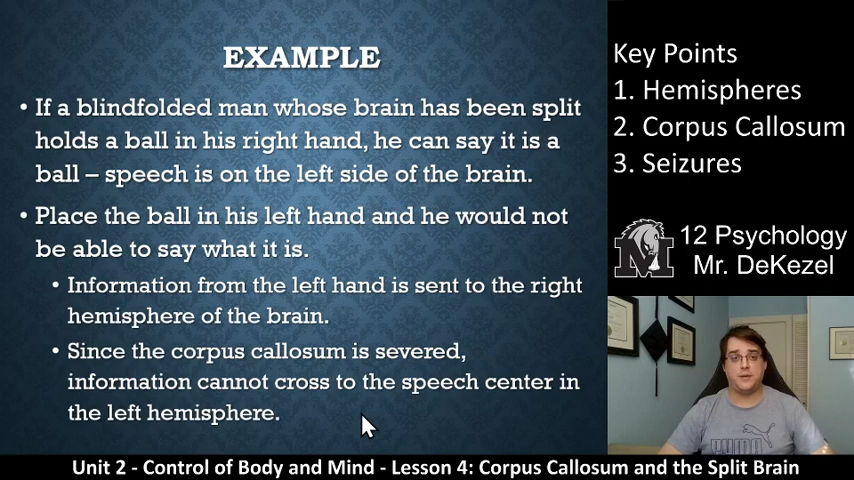 EXAMPLE
• If a blindfolded man whose brain has been split
holds a ball in his right hand, he can say it is a
ball – speech is on the left side of the brain.
• Place the ball in his left hand and he would not
be able to say what it is.
• Information from the left hand is sent to the right
hemisphere of the brain.
• Since the corpus callosum is severed,
information cannot cross to the speech center in
the left hemisphere.
Key Points
1. Hemispheres
2. Corpus Callosum
3. Seizures
M
12 Psychology
Mr. DeKezel
PUMA
Unit 2 - Control of Body and Mind - Lesson 4: Corpus Callosum and the Split Brain